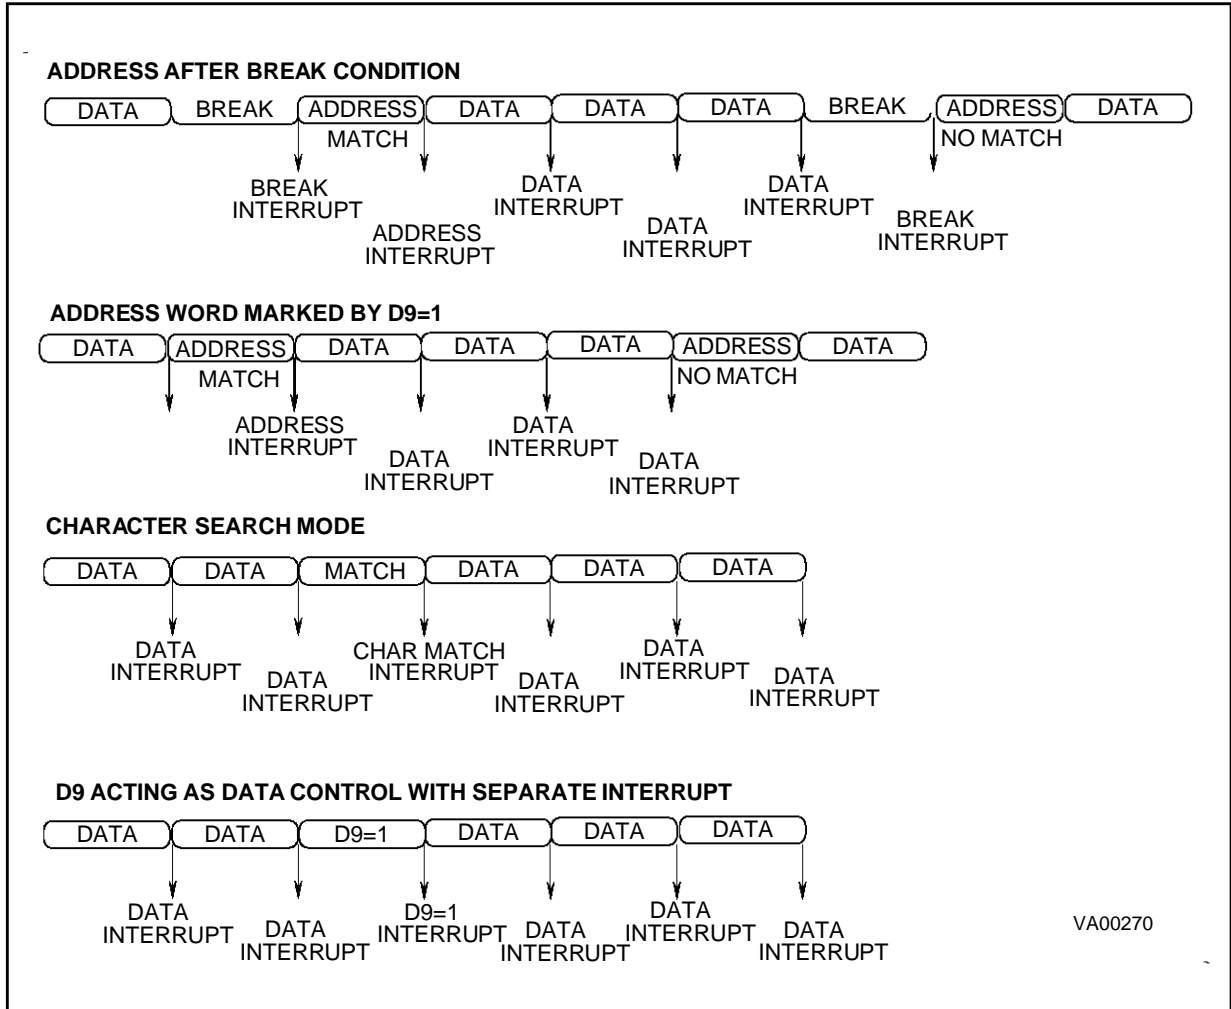 ADDRESS AFTER BREAK CONDITION
DATA BREAK ADDRESS DATA DATA DATA BREAK ADDRESS DATA
MATCH NO MATCH
BREAK
INTERRUPT
ADDRESS
INTERRUPT
DATA
INTERRUPT
DATA
INTERRUPT
DATA
INTERRUPT
BREAK
INTERRUPT
ADDRESS WORD MARKED BY D9=1
DATA ADDRESS DATA DATA DATA ADDRESS DATA
MATCH NO MATCH
ADDRESS
INTERRUPT
DATA
INTERRUPT
DATA
INTERRUPT
DATA
INTERRUPT
CHARACTER SEARCH MODE
DATA DATA MATCH DATA DATA DATA
DATA
INTERRUPT
DATA
INTERRUPT
CHAR MATCH
INTERRUPT
DATA
INTERRUPT
DATA
INTERRUPT
DATA
INTERRUPT
D9 ACTING AS DATA CONTROL WITH SEPARATE INTERRUPT
DATA DATA D9=1 DATA DATA DATA
DATA
INTERRUPT
DATA
INTERRUPT
D9=1
INTERRUPT
DATA
INTERRUPT
DATA
INTERRUPT
DATA
INTERRUPT
VA00270